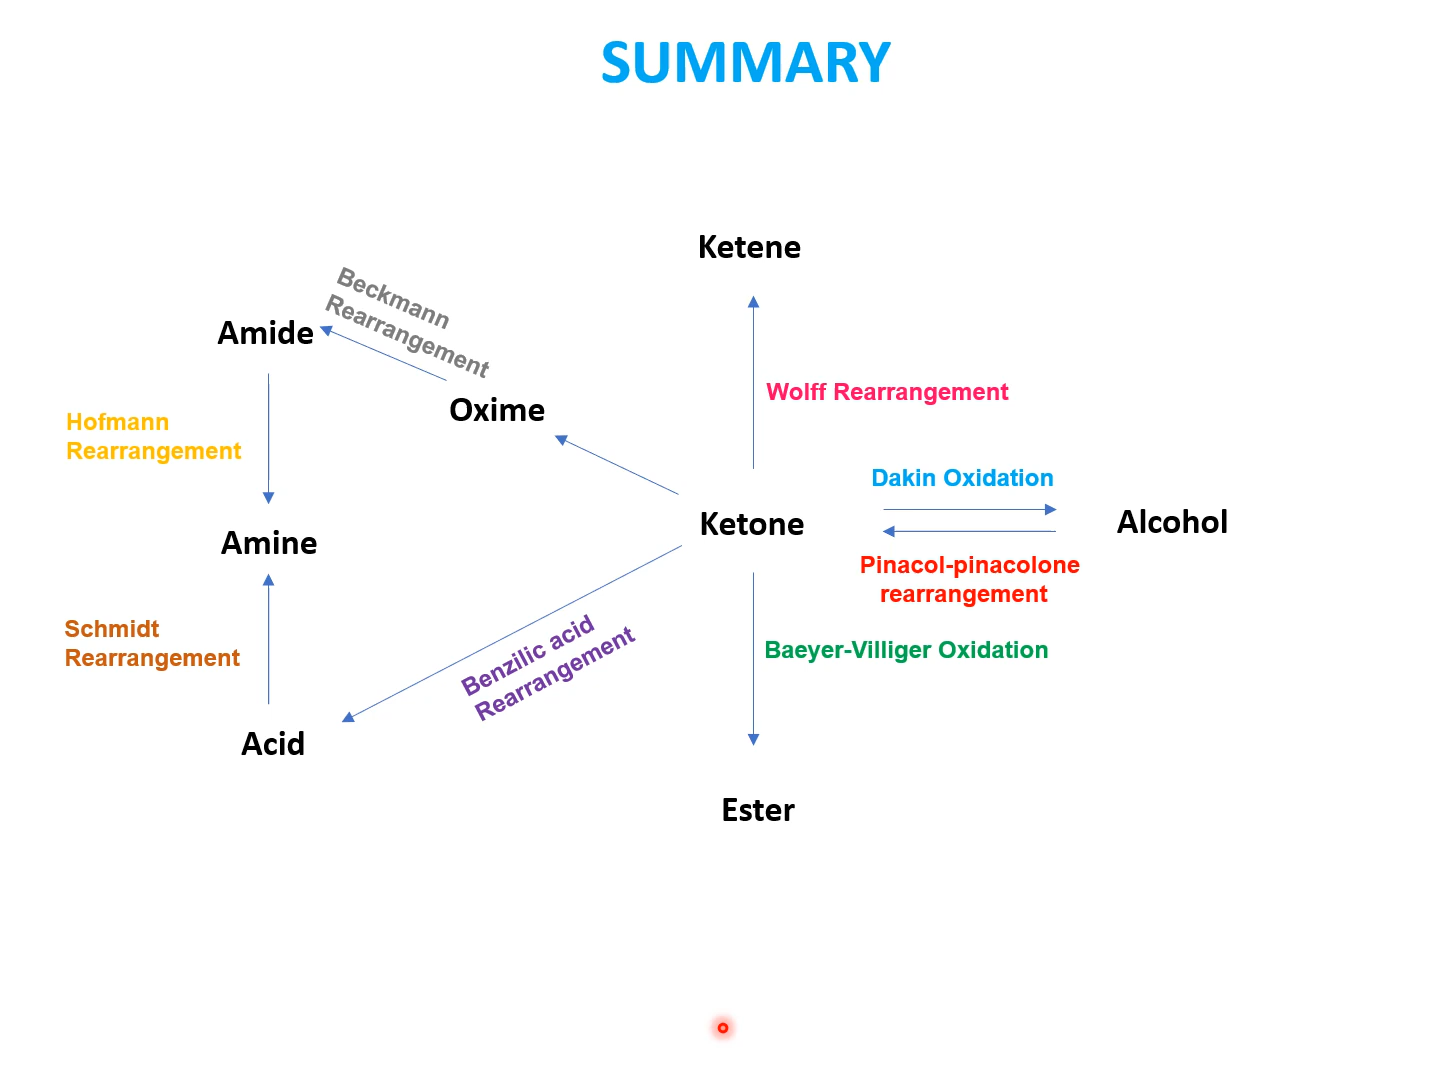 SUMMARY
Ketene
Beckmann
Rearrangement
Amide
Wolff Rearrangement
Oxime
Hofmann
Rearrangement
Dakin Oxidation
Ketone
Alcohol
Amine
Pinacol-pinacolone
rearrangement
Schmidt
Rearrangement
Benzilic acid
Rearrangement
Baeyer-Villiger Oxidation
Acid
Ester